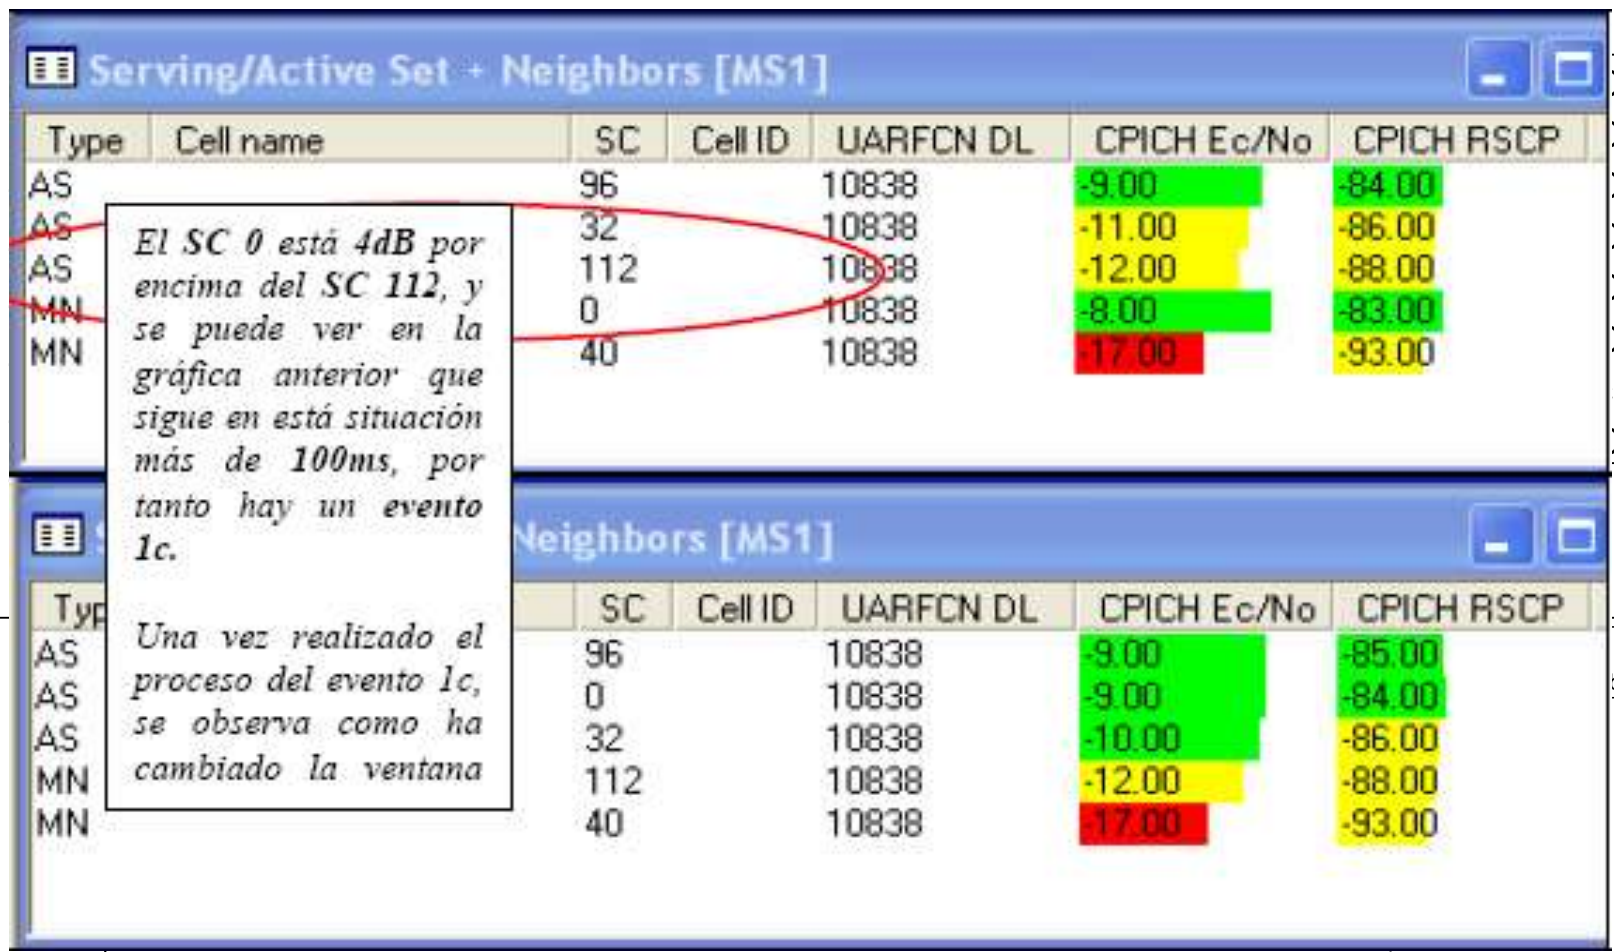 Serving/Active Set + Neighbors [MS1]
Type Cell name SC Cell ID UARFCN DL CPICH Ec/No CPICH RSCP
AS 96 10838 -9.00 -84.00
AS 32 10838 -11.00 -86.00
AS 112 10838 -12.00 -88.00
MN 0 10838 -8.00 -83.00
MN 40 10838 -17.00 -93.00
El SC 0 está 4dB por
encima del SC 112, y
se puede ver en la
gráfica anterior que
sigue en está situación
más de 100ms, por
tanto hay un evento
1c.
Una vez realizado el
proceso del evento 1c,
se observa como ha
cambiado la ventana
Neighbors [MS1]
SC Cell ID UARFCN DL CPICH Ec/No CPICH RSCP
AS 96 10838 -9.00 -85.00
AS 0 10838 -9.00 -84.00
AS 32 10838 -10.00 -86.00
MN 112 10838 -12.00 -88.00
MN 40 10838 -17.00 -93.00